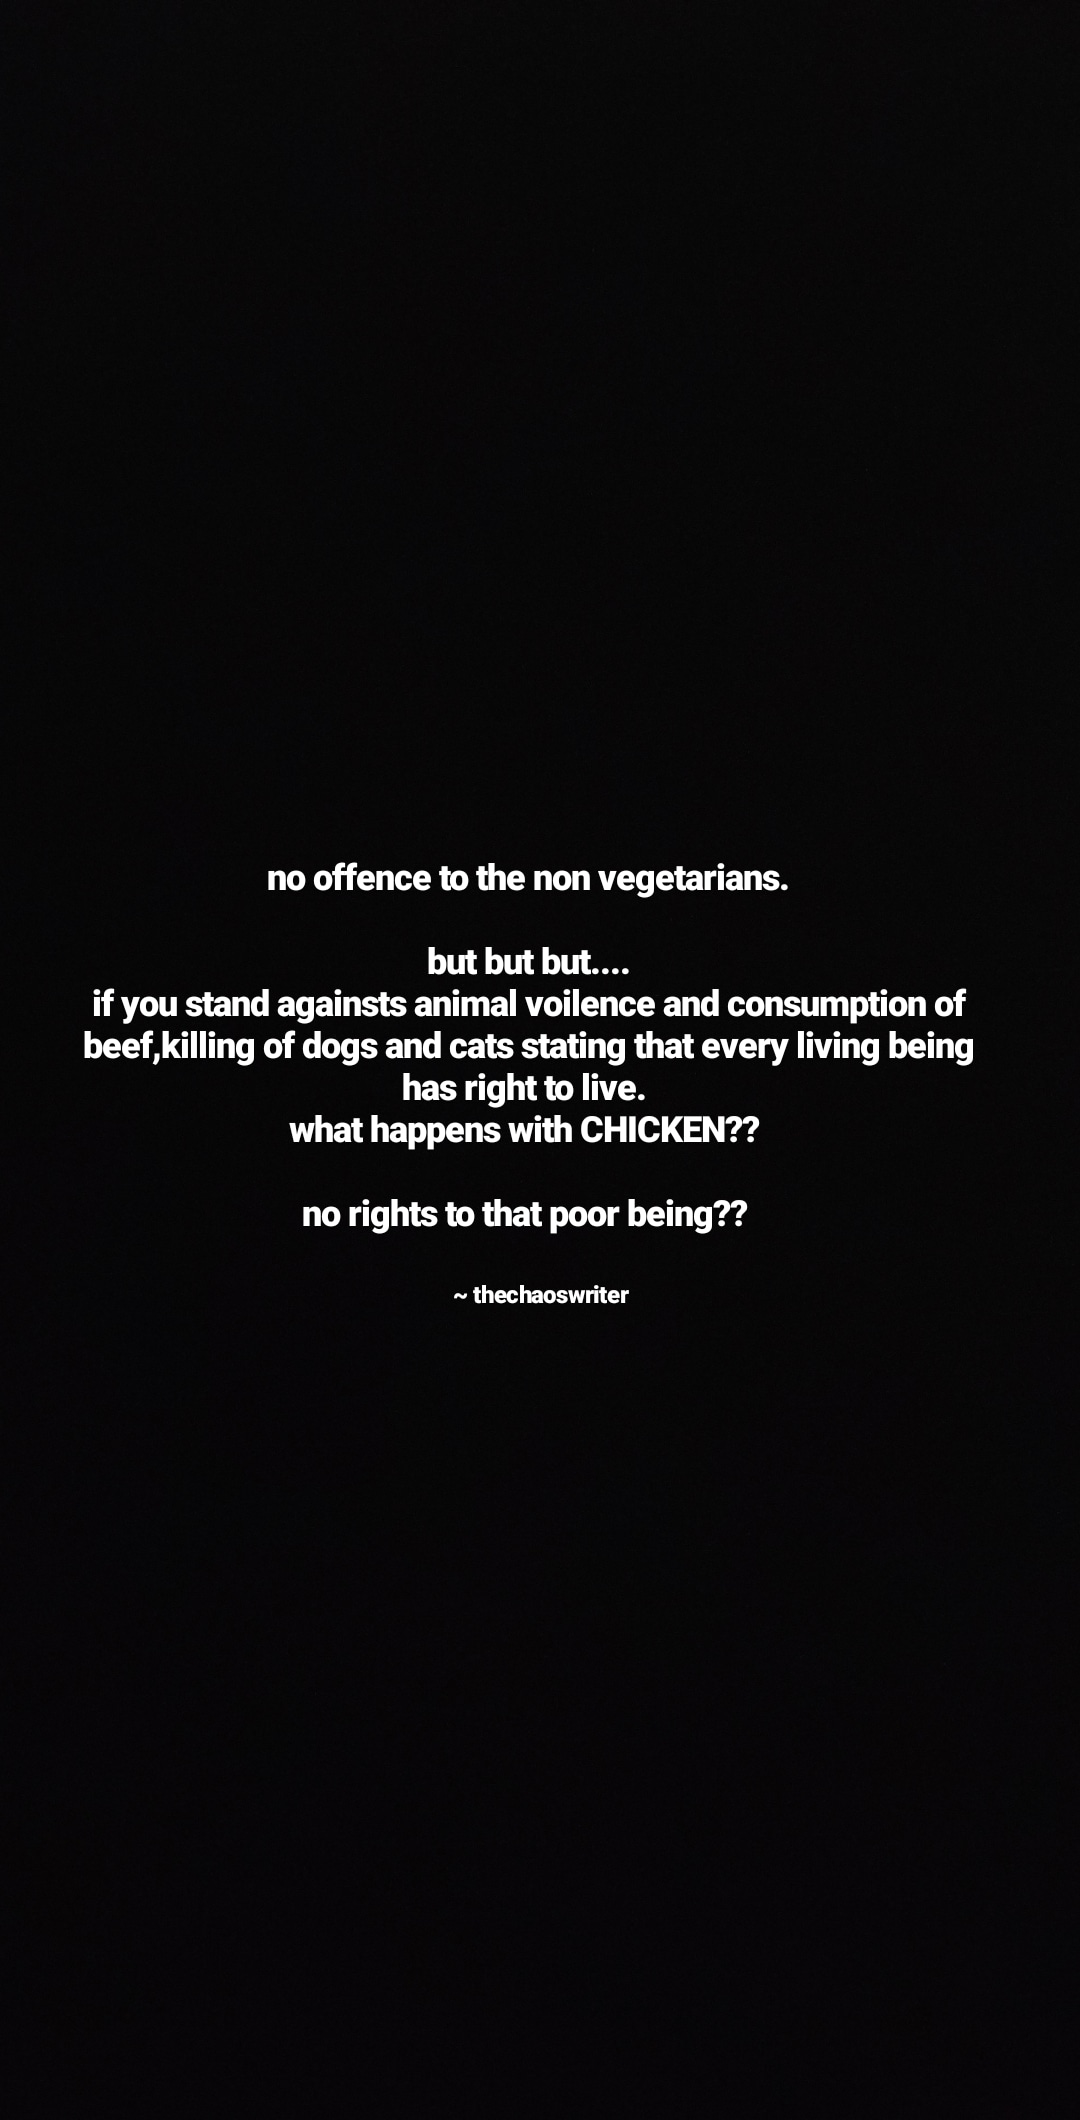 no offence to the non vegetarians.
but but but....
if you stand againsts animal voilence and consumption of
beef,killing of dogs and cats stating that every living being
has right to live.
what happens with CHICKEN??
no rights to that poor being??
~ thechaoswriter